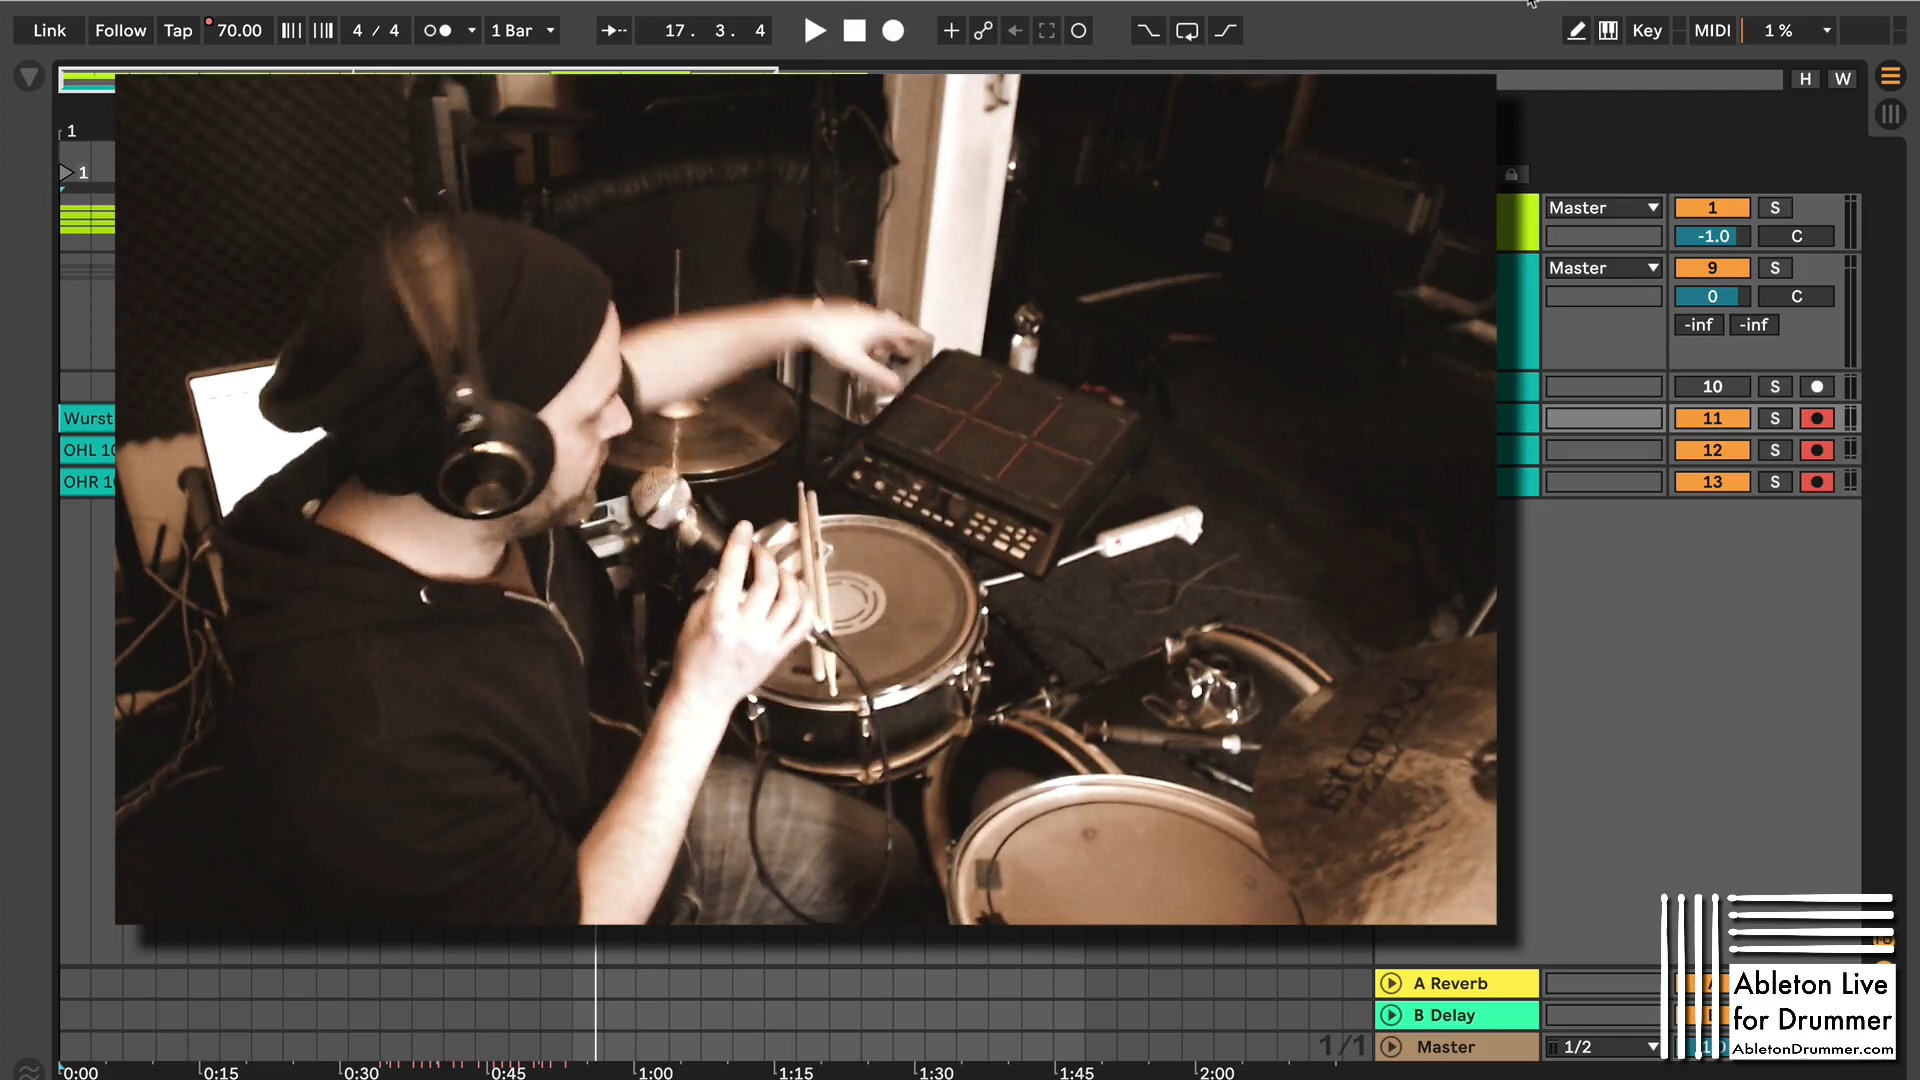 Link Follow Tap 70.00 4 / 4 1 Bar 17. 3. 4 Key MIDI 1 %
H W
1
1
Master 1 S
-1.0 C
Master 9 S
0 C
-inf -inf
10 S
Wurst 11 S
OHL 10 12 S
OHR 10 13 S
istanbul
A Reverb
B Delay
1/1 Master 1/2
0:00 0:15 0:30 0:45 1:00 1:15 1:30 1:45 2:00
Ableton Live
for Drummer
AbletonDrummer.com